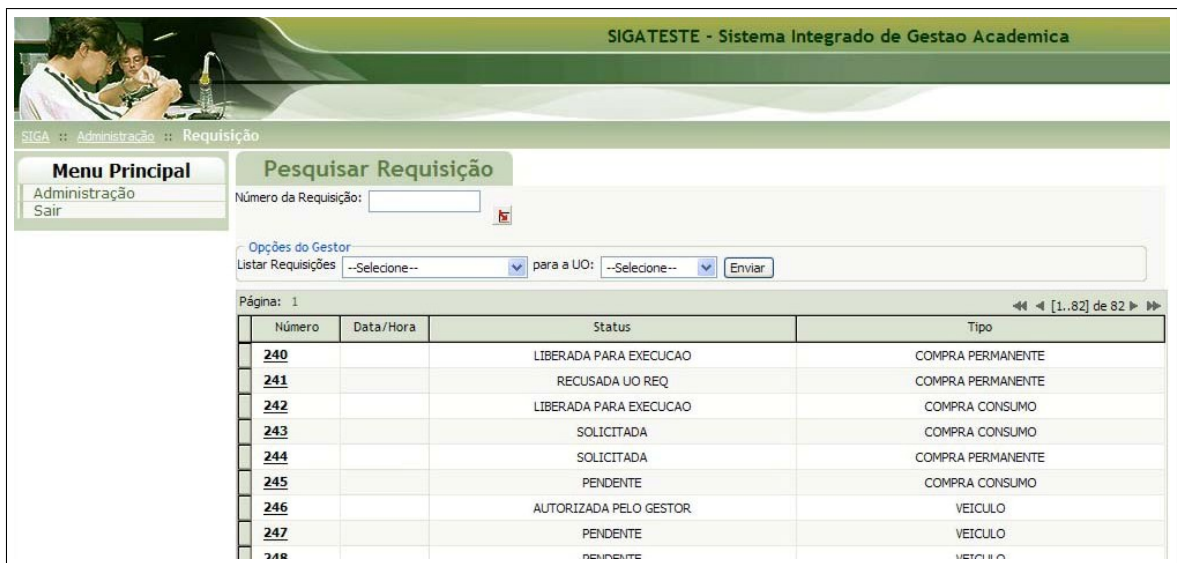 SIGATESTE - Sistema Integrado de Gestao Academica
SIGA :: Administração :: Requisição
Menu Principal
Administração
Sair
Pesquisar Requisição
Número da Requisição:
Opções do Gestor
Listar Requisições --Selecione-- para a UO: --Selecione-- Enviar
Página: 1 [1..82] de 82
Número Data/Hora Status Tipo
240 LIBERADA PARA EXECUCAO COMPRA PERMANENTE
241 RECUSADA UO REQ COMPRA PERMANENTE
242 LIBERADA PARA EXECUCAO COMPRA CONSUMO
243 SOLICITADA COMPRA CONSUMO
244 SOLICITADA COMPRA PERMANENTE
245 PENDENTE COMPRA CONSUMO
246 AUTORIZADA PELO GESTOR VEICULO
247 PENDENTE VEICULO
248 PENDENTE VEICULO